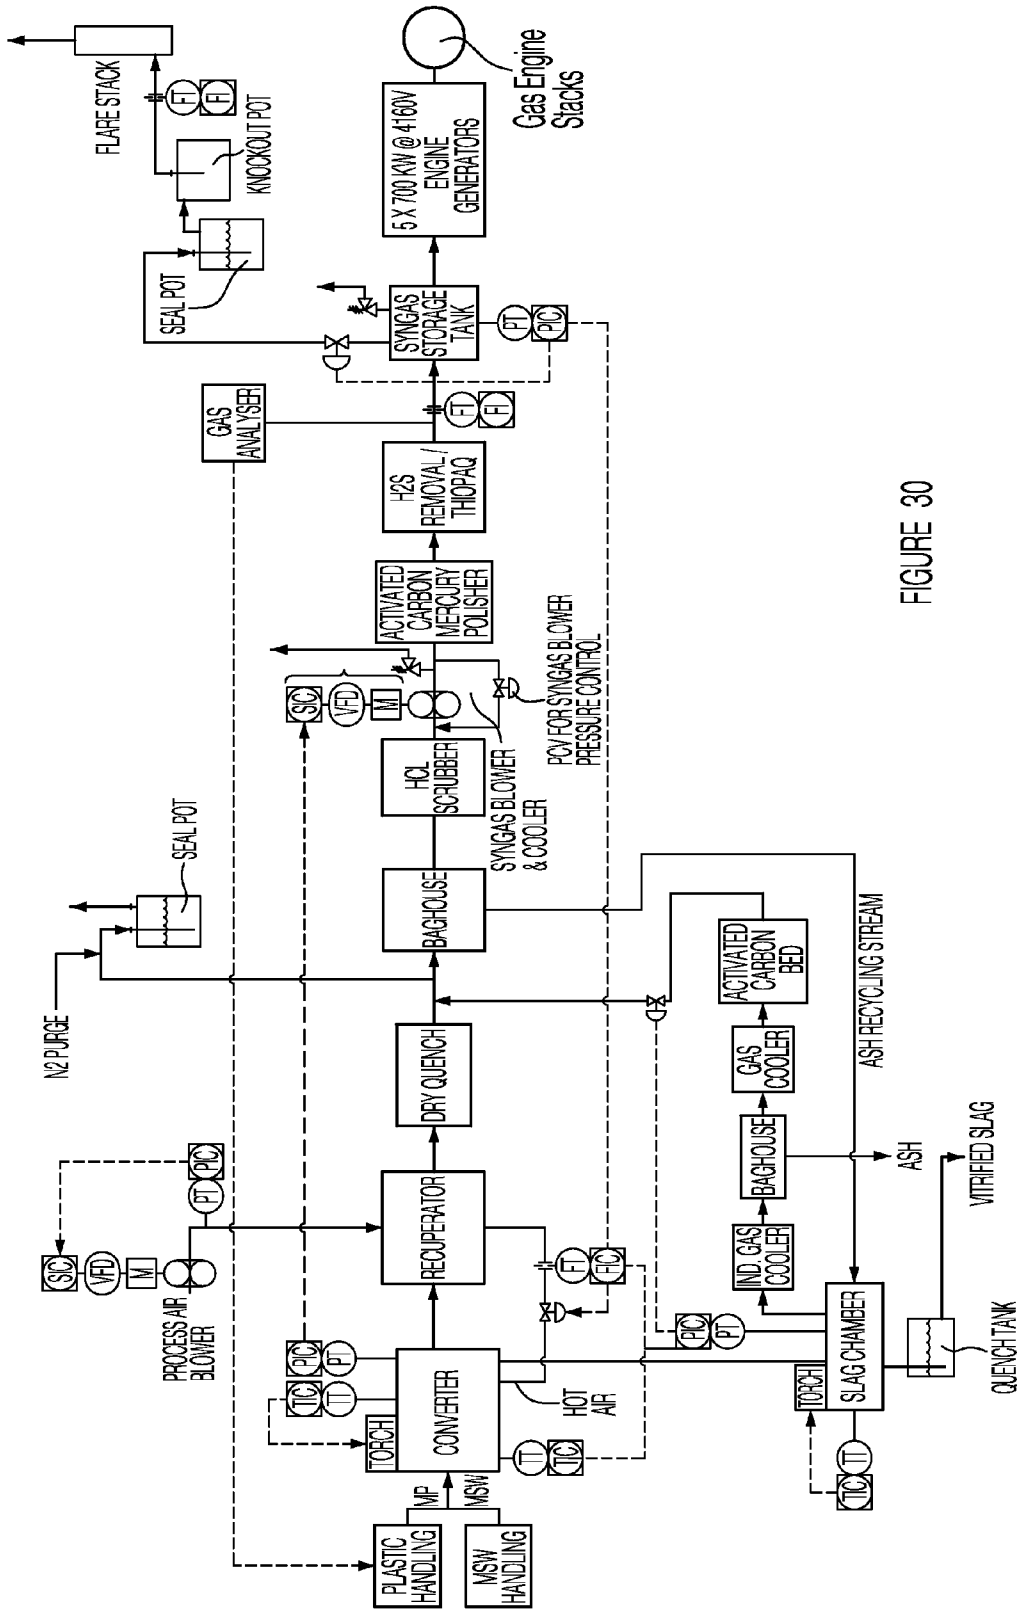 FLARE STACK
FT
FI
KNOCKOUT POT
SEAL POT
5 X 700 KW @ 4160V
ENGINE
GENERATORS
Gas Engine
Stacks
SYNGAS
STORAGE
TANK
PT
PIC
GAS
ANALYSER
FT
FI
H2S
REMOVAL /
THIOPAQ
ACTIVATED
CARBON
MERCURY
POLISHER
SIC
VFD
M
PCV FOR SYNGAS BLOWER
PRESSURE CONTROL
SYNGAS BLOWER
& COOLER
HCL
SCRUBBER
BAGHOUSE
N2 PURGE
SEAL POT
DRY QUENCH
RECUPERATOR
SIC
VFD
M
PROCESS AIR
BLOWER
PIC
PT
FT
FIC
PIC
PT
TIC
TT
TORCH
CONVERTER
HOT
AIR
TT
TIC
MP
MSW
PLASTIC
HANDLING
MSW
HANDLING
ACTIVATED
CARBON
BED
GAS
COOLER
BAGHOUSE
ASH
IND. GAS
COOLER
ASH RECYCLING STREAM
PIC
PT
TORCH
SLAG CHAMBER
TIC
TT
VITRIFIED SLAG
QUENCH TANK
FIGURE 30